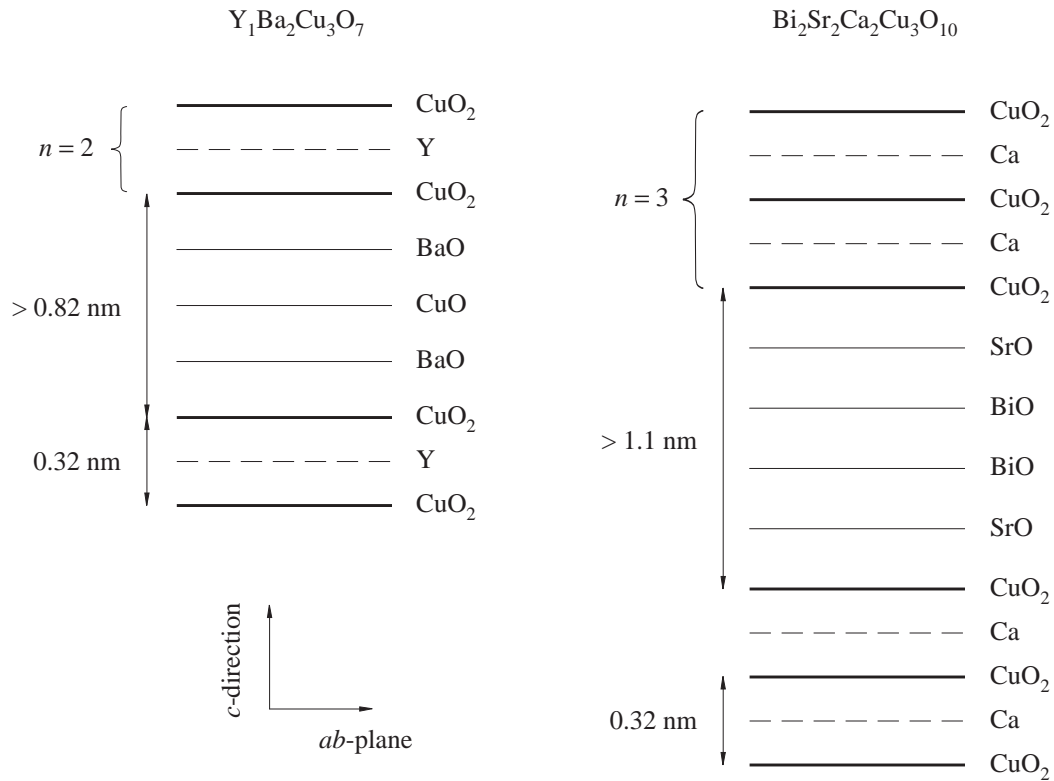 Y₁Ba₂Cu₃O₇
CuO₂
n = 2
Y
CuO₂
BaO
> 0.82 nm
CuO
BaO
CuO₂
0.32 nm
Y
CuO₂
c-direction
ab-plane
Bi₂Sr₂Ca₂Cu₃O₁₀
CuO₂
Ca
n = 3
CuO₂
Ca
CuO₂
SrO
BiO
> 1.1 nm
BiO
SrO
CuO₂
Ca
CuO₂
0.32 nm
Ca
CuO₂